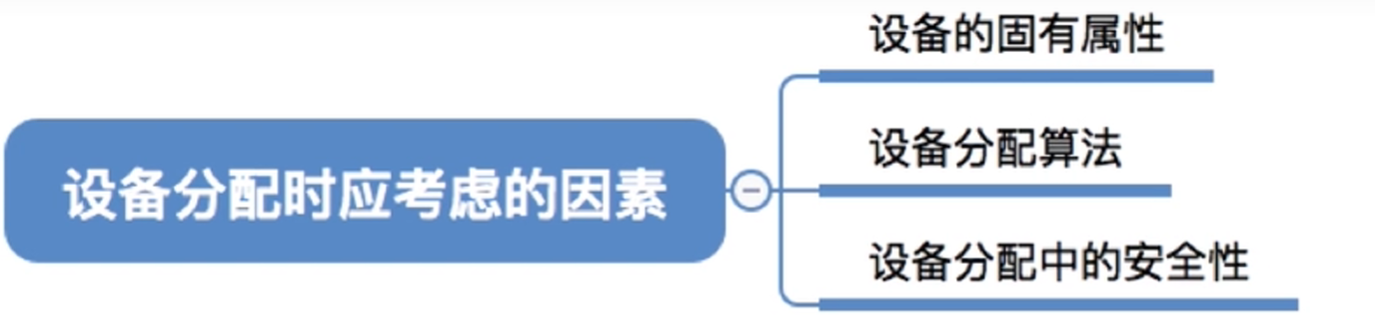 设备的固有属性
设备分配算法
设备分配时应考虑的因素
设备分配中的安全性